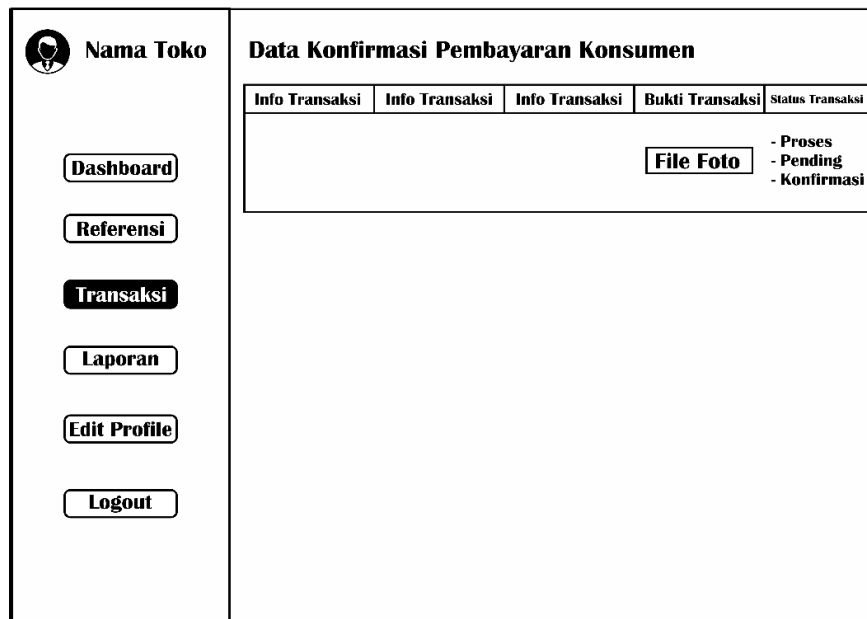 Nama Toko
Dashboard
Referensi
Transaksi
Laporan
Edit Profile
Logout
Data Konfirmasi Pembayaran Konsumen
Info Transaksi Info Transaksi Info Transaksi Bukti Transaksi Status Transaksi
File Foto
- Proses
- Pending
- Konfirmasi